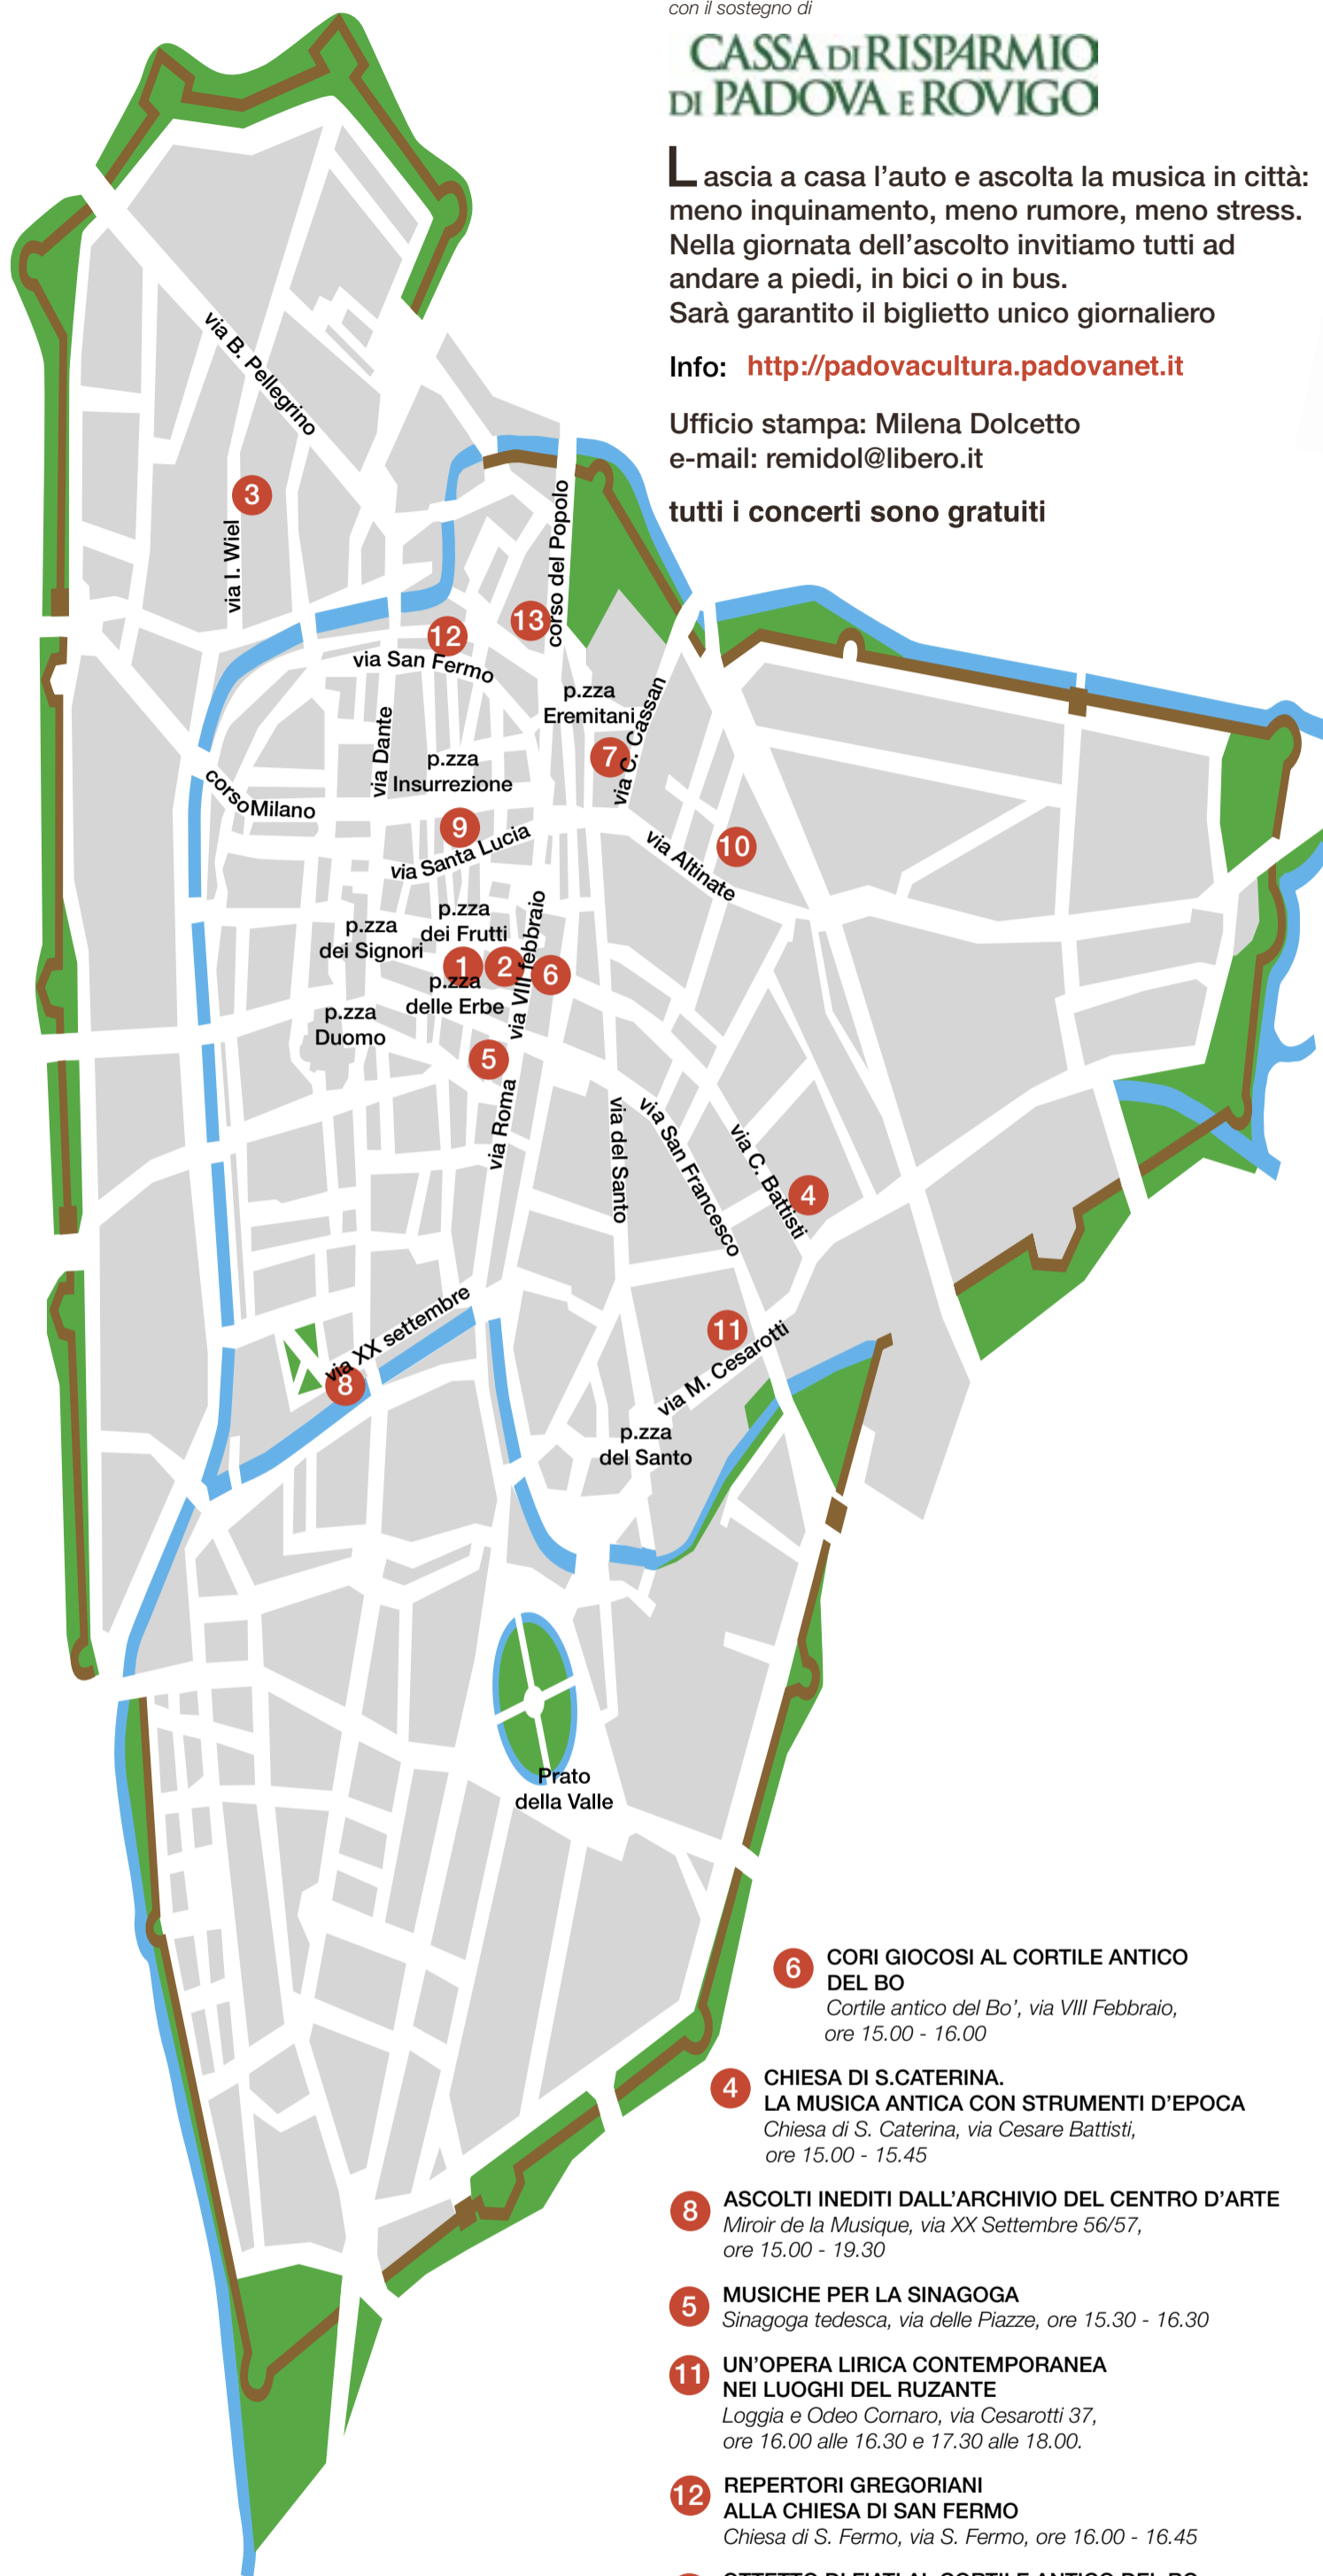 con il sostegno di
CASSA DI RISPARMIO
DI PADOVA E ROVIGO
Lascia a casa l'auto e ascolta la musica in città:
meno inquinamento, meno rumore, meno stress.
Nella giornata dell'ascolto invitiamo tutti ad
andare a piedi, in bici o in bus.
Sarà garantito il biglietto unico giornaliero
Info: http://padovacultura.padovanet.it
Ufficio stampa: Milena Dolcetto
e-mail: remidol@libero.it
tutti i concerti sono gratuiti
via B. Pellegrino
3
via I. Wiel
corso del Popolo
13
12
via San Fermo
p.zza
Eremitani
via C. Cassan
7
via Dante
p.zza
Insurrezione
corso Milano
9
via Santa Lucia
via Altinate
10
p.zza
dei Frutti
p.zza
dei Signori
via VIII febbraio
1
2
6
p.zza
delle Erbe
p.zza
Duomo
5
via Roma
via del Santo
via San Francesco
via C. Battisti
4
via XX settembre
8
11
via M. Cesarotti
p.zza
del Santo
Prato
della Valle
6
CORI GIOCOSI AL CORTILE ANTICO
DEL BO
Cortile antico del Bo', via VIII Febbraio,
ore 15.00 - 16.00
4
CHIESA DI S.CATERINA.
LA MUSICA ANTICA CON STRUMENTI D'EPOCA
Chiesa di S. Caterina, via Cesare Battisti,
ore 15.00 - 15.45
8
ASCOLTI INEDITI DALL'ARCHIVIO DEL CENTRO D'ARTE
Miroir de la Musique, via XX Settembre 56/57,
ore 15.00 - 19.30
5
MUSICHE PER LA SINAGOGA
Sinagoga tedesca, via delle Piazze, ore 15.30 - 16.30
11
UN'OPERA LIRICA CONTEMPORANEA
NEI LUOGHI DEL RUZANTE
Loggia e Odeo Cornaro, via Cesarotti 37,
ore 16.00 alle 16.30 e 17.30 alle 18.00.
12
REPERTORI GREGORIANI
ALLA CHIESA DI SAN FERMO
Chiesa di S. Fermo, via S. Fermo, ore 16.00 - 16.45